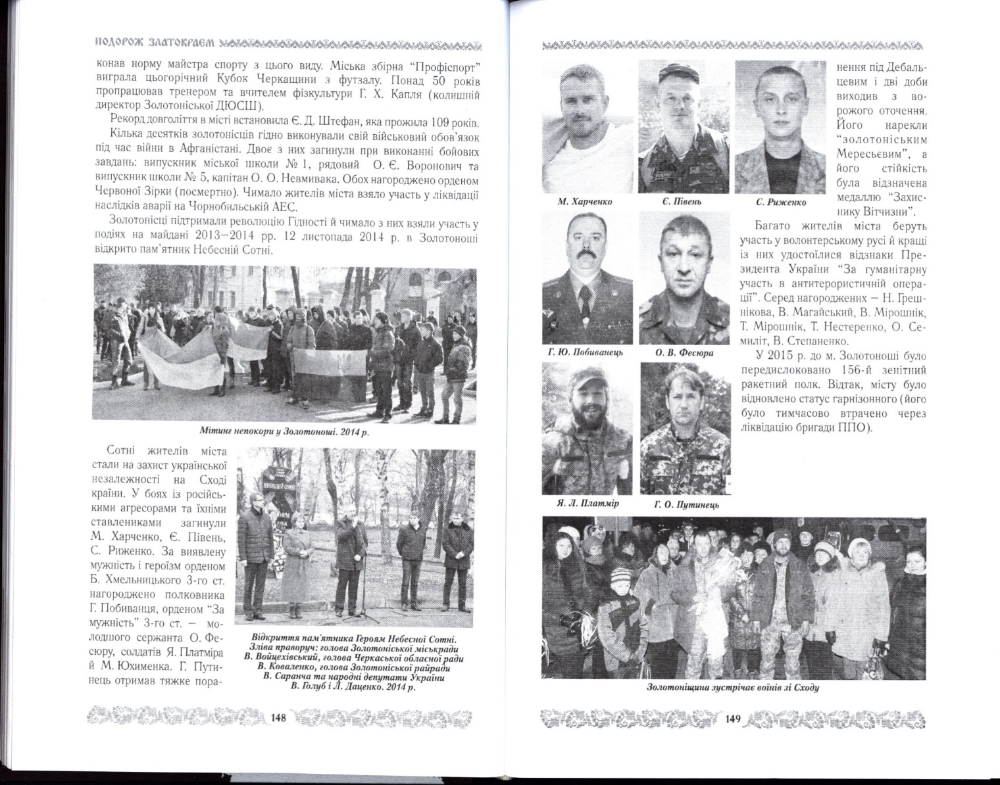 ПОДОРОЖ ЗЛАТОКРАЄМ
конав норму майстра спорту з цього виду. Міська збірна “Профіспорт”
виграла цьогорічний Кубок Черкащини з футзалу. Понад 50 років
пропрацював тренером та вчителем фізкультури Г. Х. Капля (колишній
директор Золотоніської ДЮСШ).
Рекорд довголіття в місті встановила Є. Д. Штефан, яка прожила 109 років.
Кілька десятків золотонісців гідно виконували свій військовий обов’язок
під час війни в Афганістані. Двоє з них загинули при виконанні бойових
завдань: випускник міської школи № 1, рядовий О. Є. Воронович та
випускник школи № 5, капітан О. О. Невмивака. Обох нагороджено орденом
Червоної Зірки (посмертно). Чимало жителів міста взяло участь у ліквідації
наслідків аварії на Чорнобильській АЕС.
Золотонісці підтримали революцію Гідності й чимало з них взяли участь у
подіях на майдані 2013–2014 рр. 12 листопада 2014 р. в Золотоноші
відкрито пам’ятник Небесній Сотні.
Мітинг непокори у Золотоноші. 2014 р.
Сотні жителів міста
стали на захист української
незалежності на Сході
країни. У боях із російсь-
кими агресорами та їхніми
ставлениками загинули
М. Харченко, Є. Півень,
С. Риженко. За виявлену
мужність і героїзм орденом
Б. Хмельницького 3-го ст.
нагороджено полковника
Г. Побиванця, орденом “За
мужність” 3-го ст. — мо-
лодшого сержанта О. Фе-
сюру, солдатів Я. Платміра
й М. Юхименка. Г. Пути-
нець отримав тяжке пора-
НЕБЕСНІЙ СОТНІ
Відкриття пам’ятника Героям Небесної Сотні.
Зліва праворуч: голова Золотоніської міськради
В. Войцехівський, голова Черкаської обласної ради
В. Коваленко, голова Золотоніської райради
В. Саранча та народні депутати України
В. Голуб і Л. Даценко. 2014 р.
148
М. Харченко
Є. Півень
С. Риженко
Г. Ю. Побиванець
О. В. Фесюра
Я. Л. Платмір
Г. О. Путинець
нення під Дебаль-
цевим і дві доби
виходив з во-
рожого оточення.
Його нарекли
“золотоніським
Мересьєвим”, а
його стійкість
була відзначена
медаллю “Захис-
нику Вітчизни”.
Багато жителів міста беруть
участь у волонтерському русі й кращі
із них удостоїлися відзнаки Пре-
зидента України “За гуманітарну
участь в антитерористичній опера-
ції”. Серед нагороджених — Н. Греш-
нікова, В. Магайський, В. Мірошнік,
Т. Мірошнік, Т. Нестеренко, О. Се-
миліт, В. Степаненко.
У 2015 р. до м. Золотоноші було
передислоковано 156-й зенітний
ракетний полк. Відтак, місту було
відновлено статус гарнізонного (його
було тимчасово втрачено через
ліквідацію бригади ППО).
Золотоніщина зустрічає воїнів зі Сходу
149